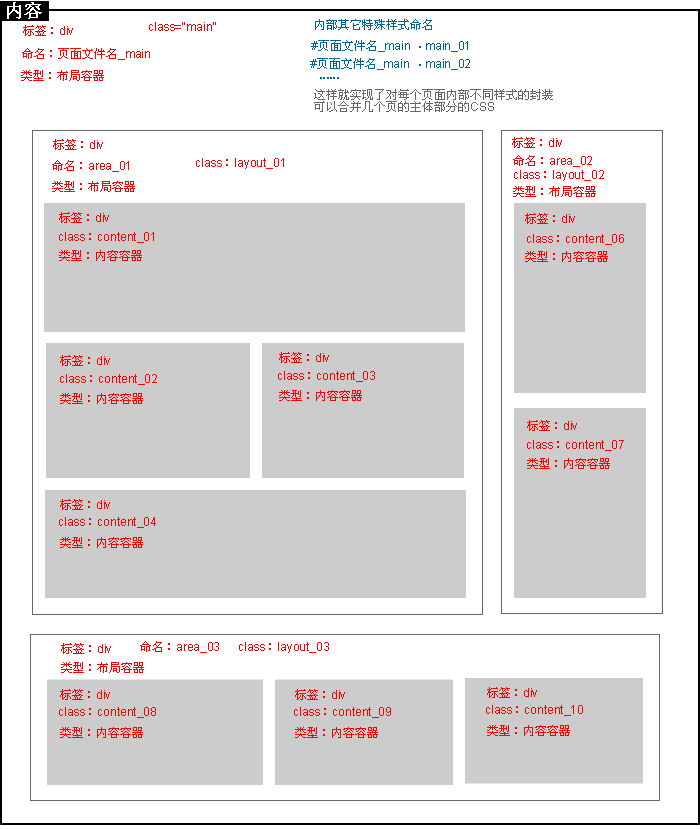 内容
标签：div
class="main"
命名：页面文件名_main
类型：布局容器
内部其它特殊样式命名
#页面文件名_main .main_01
#页面文件名_main .main_02
......
这样就实现了对每个页面内部不同样式的封装
可以合并几个页的主体部分的CSS
标签：div
命名：area_01
class：layout_01
类型：布局容器
标签：div
class：content_01
类型：内容容器
标签：div
class：content_02
类型：内容容器
标签：div
class：content_03
类型：内容容器
标签：div
class：content_04
类型：内容容器
标签：div
命名：area_02
class：layout_02
类型：布局容器
标签：div
class：content_06
类型：内容容器
标签：div
class：content_07
类型：内容容器
标签：div
命名：area_03
class：layout_03
类型：布局容器
标签：div
class：content_08
类型：内容容器
标签：div
class：content_09
类型：内容容器
标签：div
class：content_10
类型：内容容器